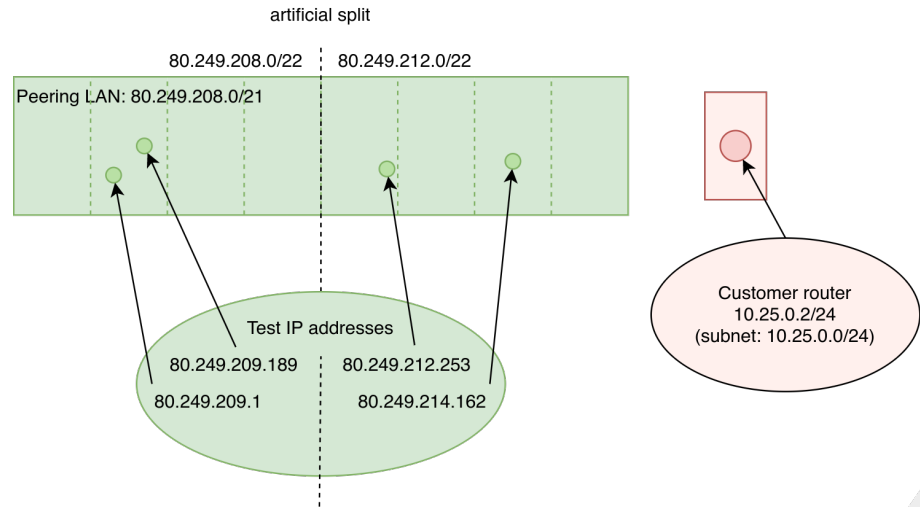 artificial split
80.249.208.0/22
80.249.212.0/22
Peering LAN: 80.249.208.0/21
Test IP addresses
80.249.209.189
80.249.212.253
80.249.209.1
80.249.214.162
Customer router
10.25.0.2/24
(subnet: 10.25.0.0/24)